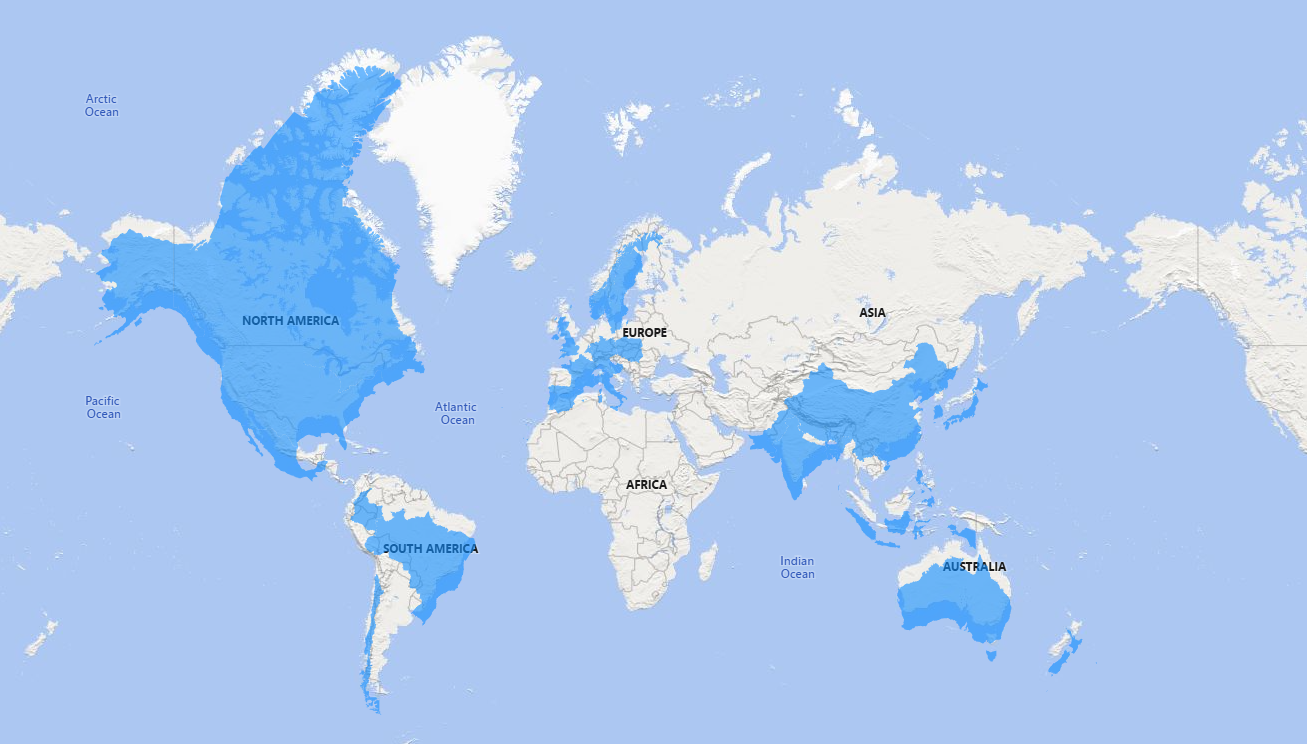 Arctic
Ocean
NORTH AMERICA
EUROPE
ASIA
Pacific
Ocean
Atlantic
Ocean
AFRICA
SOUTH AMERICA
Indian
Ocean
AUSTRALIA